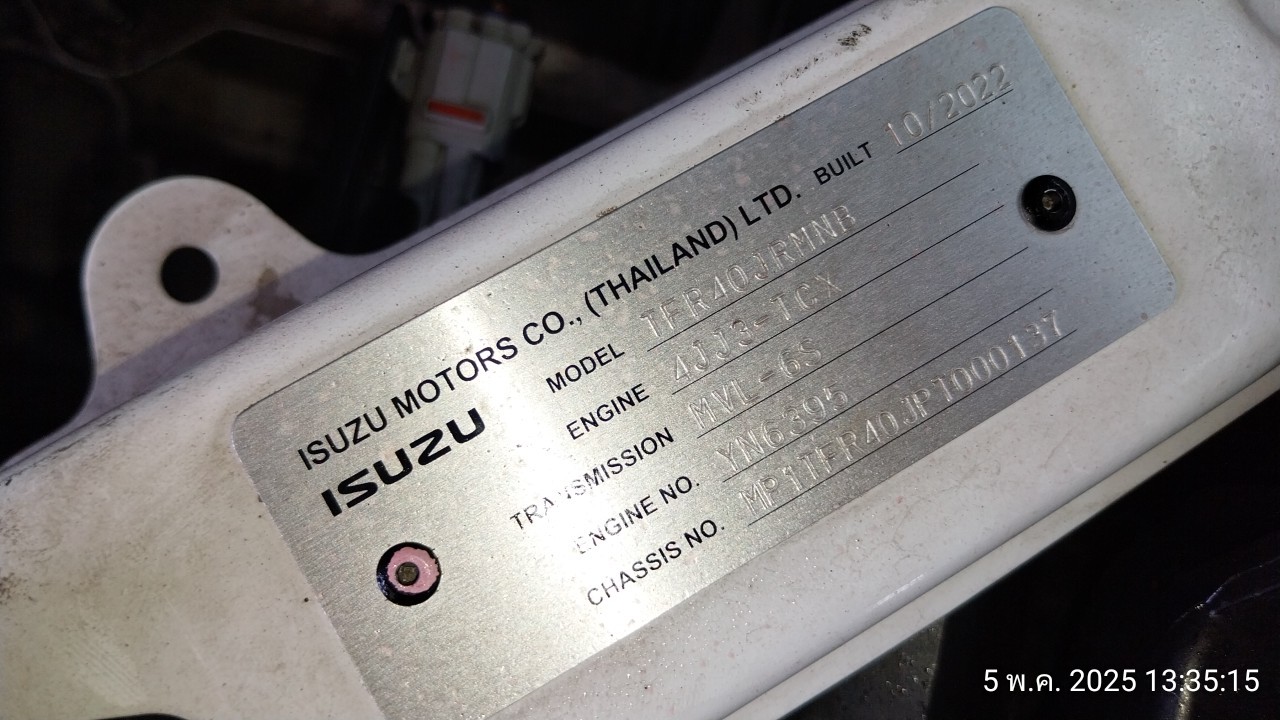 ISUZU MOTORS CO., (THAILAND) LTD. BUILT 10/2022
ISUZU
MODEL TFR40JRMNR
ENGINE 4JJ3-TCX
TRANSMISSION MVL-6S
ENGINE NO. YN6395
CHASSIS NO. MP1TFR40JPT000137
5 พ.ค. 2025 13:35:15